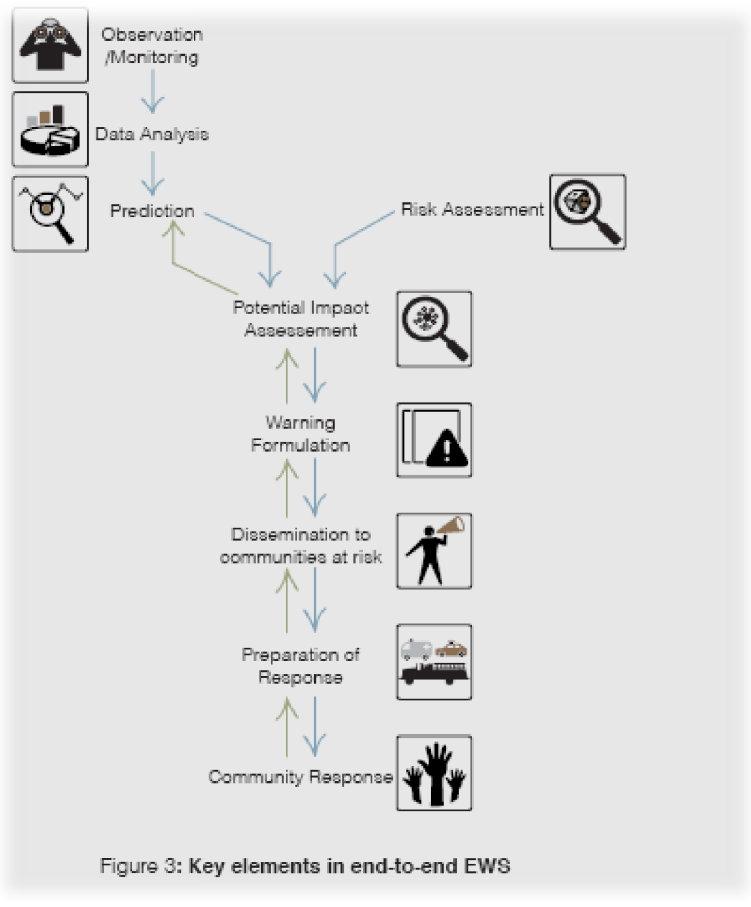 Observation
/Monitoring
Data Analysis
Prediction
Risk Assessment
Potential Impact
Assessement
Warning
Formulation
Dissemination to
communities at risk
Preparation of
Response
Community Response
Figure 3: Key elements in end-to-end EWS